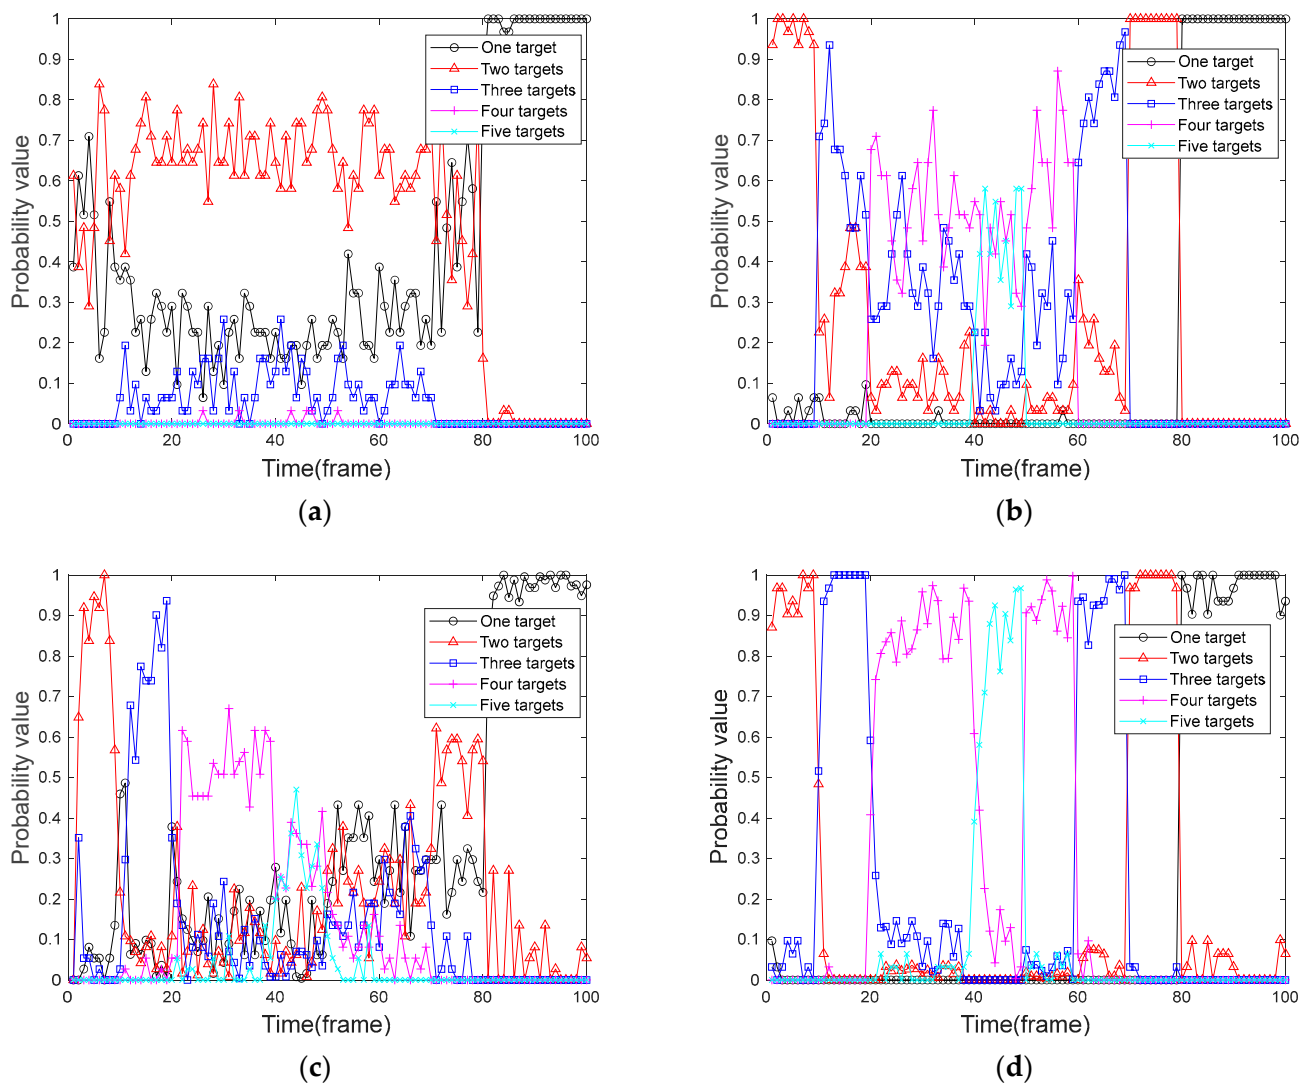 1
0.9
0.8
0.7
0.6
0.5
0.4
0.3
0.2
0.1
0
Probability value
One target
Two targets
Three targets
Four targets
Five targets
0 20 40 60 80 100
Time(frame)
(a)
1
0.9
0.8
0.7
0.6
0.5
0.4
0.3
0.2
0.1
0
Probability value
One target
Two targets
Three targets
Four targets
Five targets
0 20 40 60 80 100
Time(frame)
(b)
1
0.9
0.8
0.7
0.6
0.5
0.4
0.3
0.2
0.1
0
Probability value
One target
Two targets
Three targets
Four targets
Five targets
0 20 40 60 80 100
Time(frame)
(c)
1
0.9
0.8
0.7
0.6
0.5
0.4
0.3
0.2
0.1
0
Probability value
One target
Two targets
Three targets
Four targets
Five targets
0 20 40 60 80 100
Time(frame)
(d)